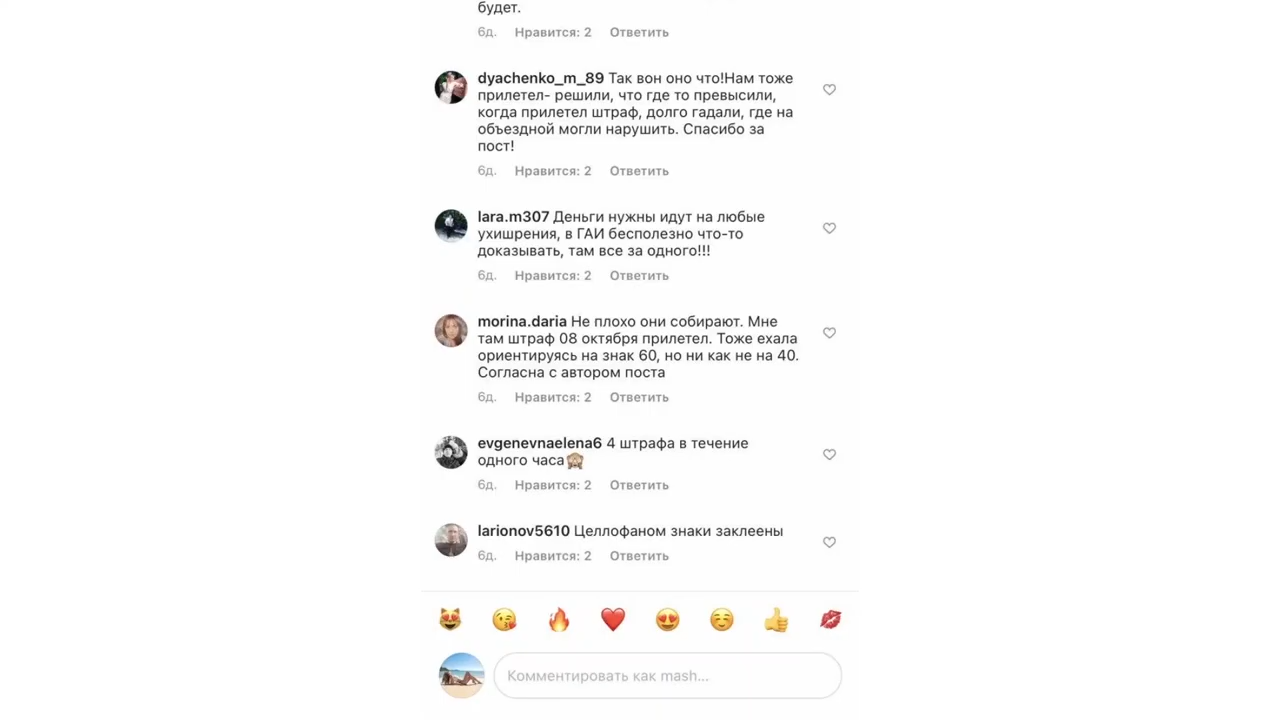 будет.
6д. Нравится: 2 Ответить
dyachenko_m_89 Так вон оно что!Нам тоже
прилетел- решили, что где то превысили,
когда прилетел штраф, долго гадали, где на
объездной могли нарушить. Спасибо за
пост!
6д. Нравится: 2 Ответить
lara.m307 Деньги нужны идут на любые
ухишрения, в ГАИ бесполезно что-то
доказывать, там все за одного!!!
6д. Нравится: 2 Ответить
morina.daria Не плохо они собирают. Мне
там штраф 08 октября прилетел. Тоже ехала
ориентируясь на знак 60, но ни как не на 40.
Согласна с автором поста
6д. Нравится: 2 Ответить
evgenevnaelena6 4 штрафа в течение
одного часа🙈
6д. Нравится: 2 Ответить
larionov5610 Целлофаном знаки заклеены
6д. Нравится: 2 Ответить
Комментировать как mash...